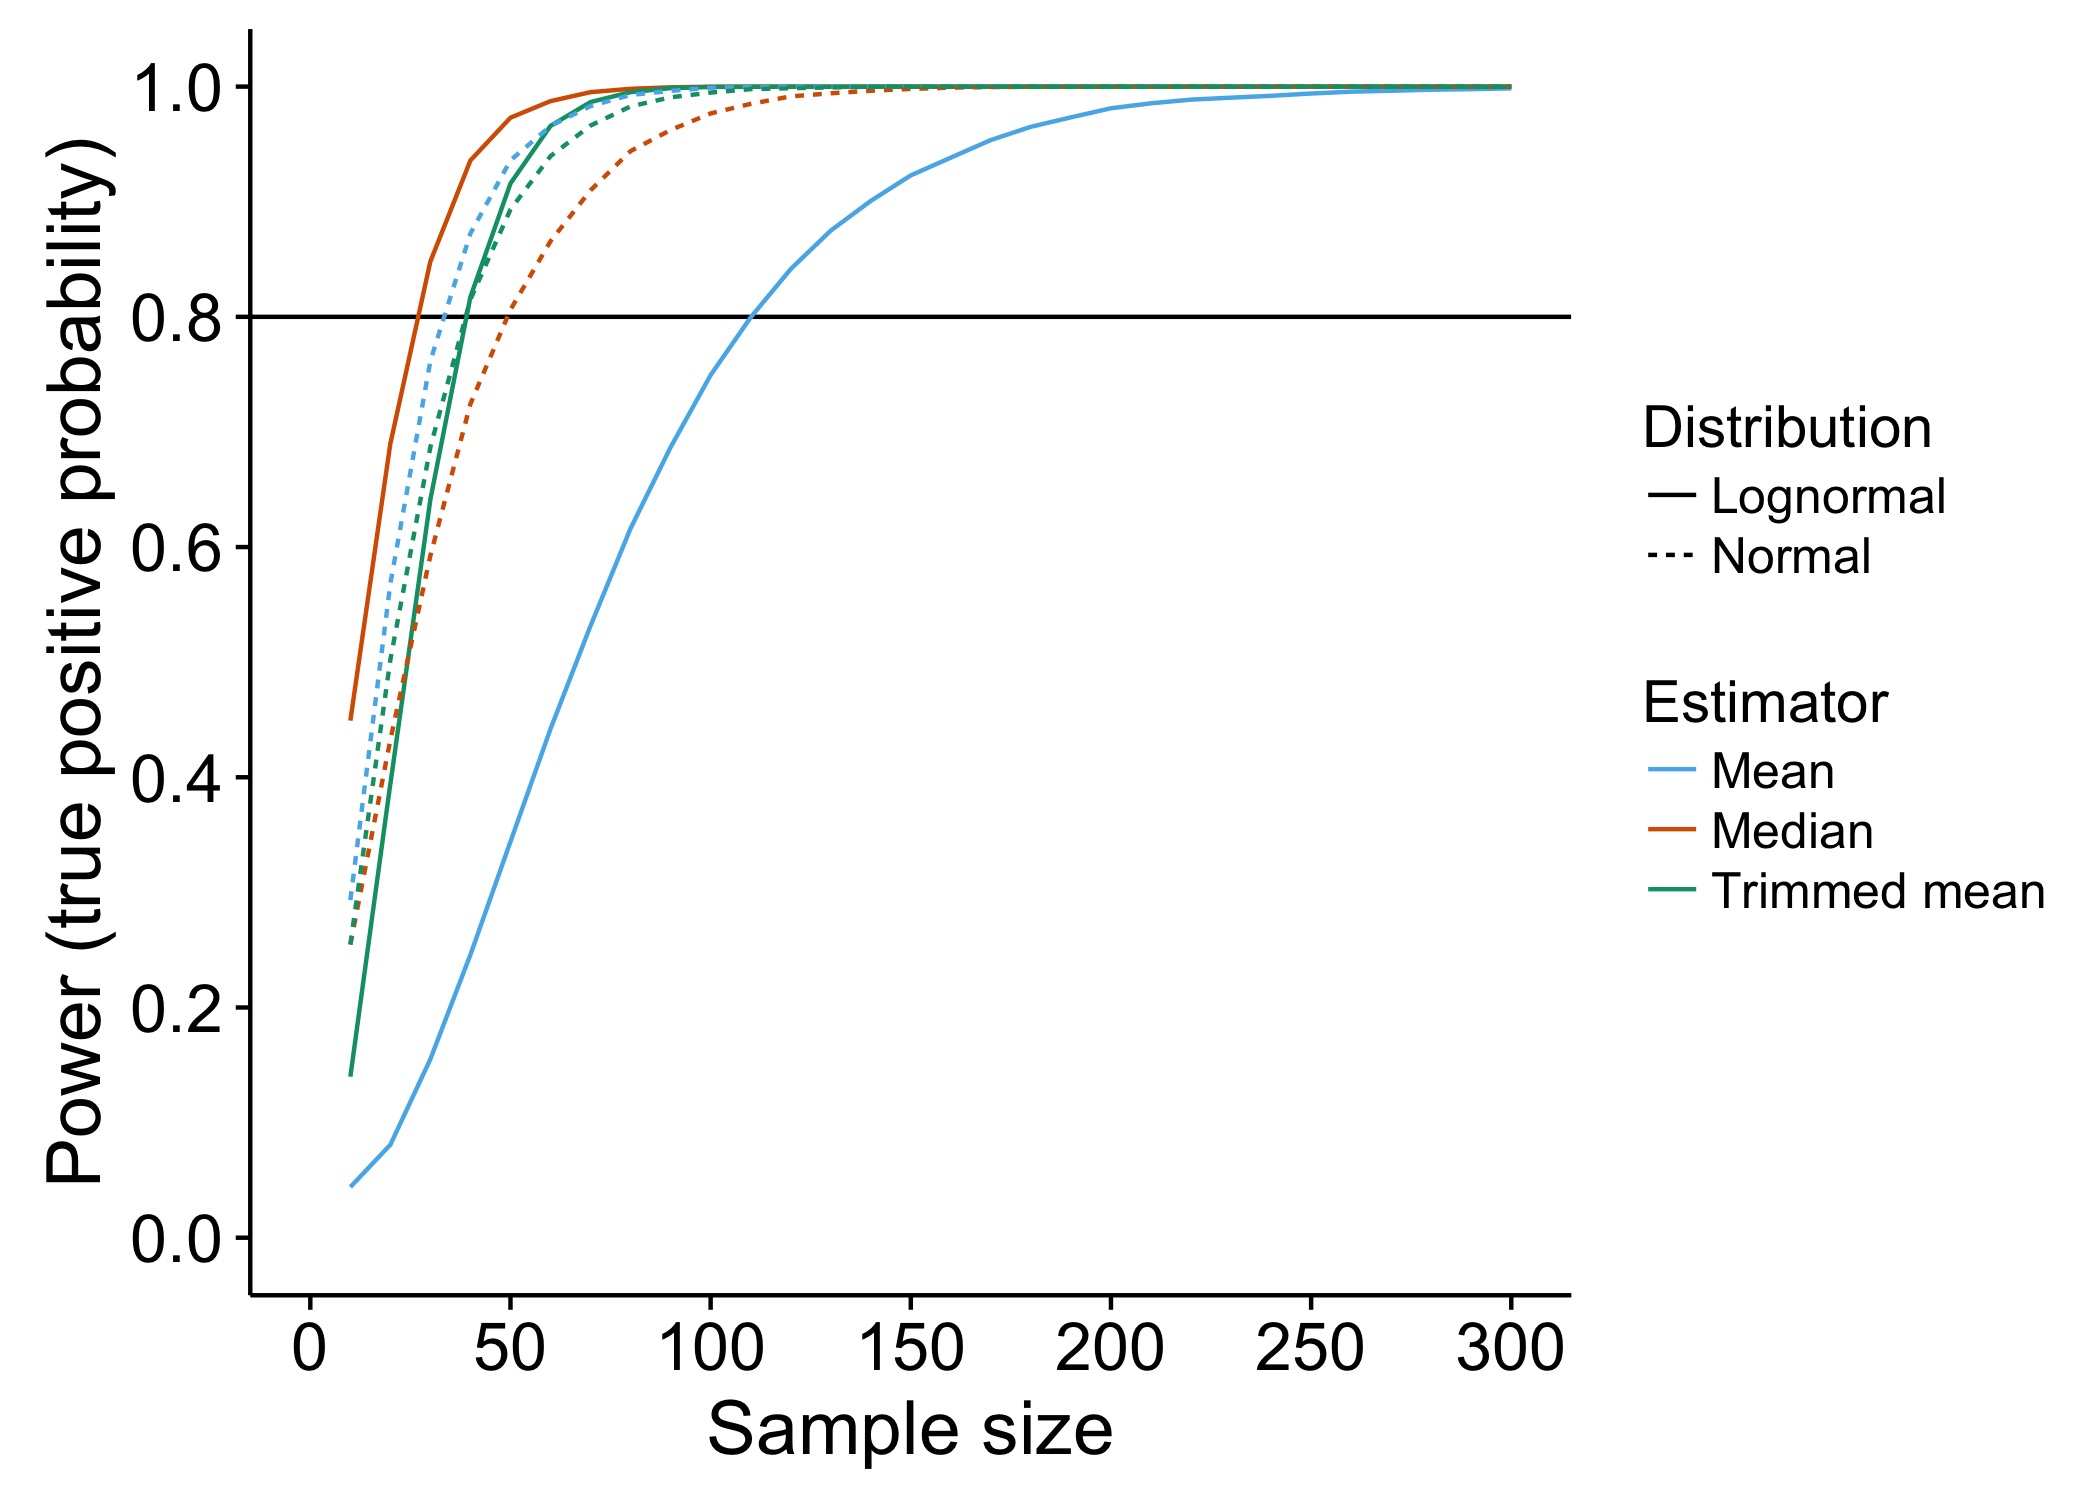 Power (true positive probability)
1.0
0.8
0.6
0.4
0.2
0.0
0 50 100 150 200 250 300
Sample size
Distribution
Lognormal
Normal
Estimator
Mean
Median
Trimmed mean